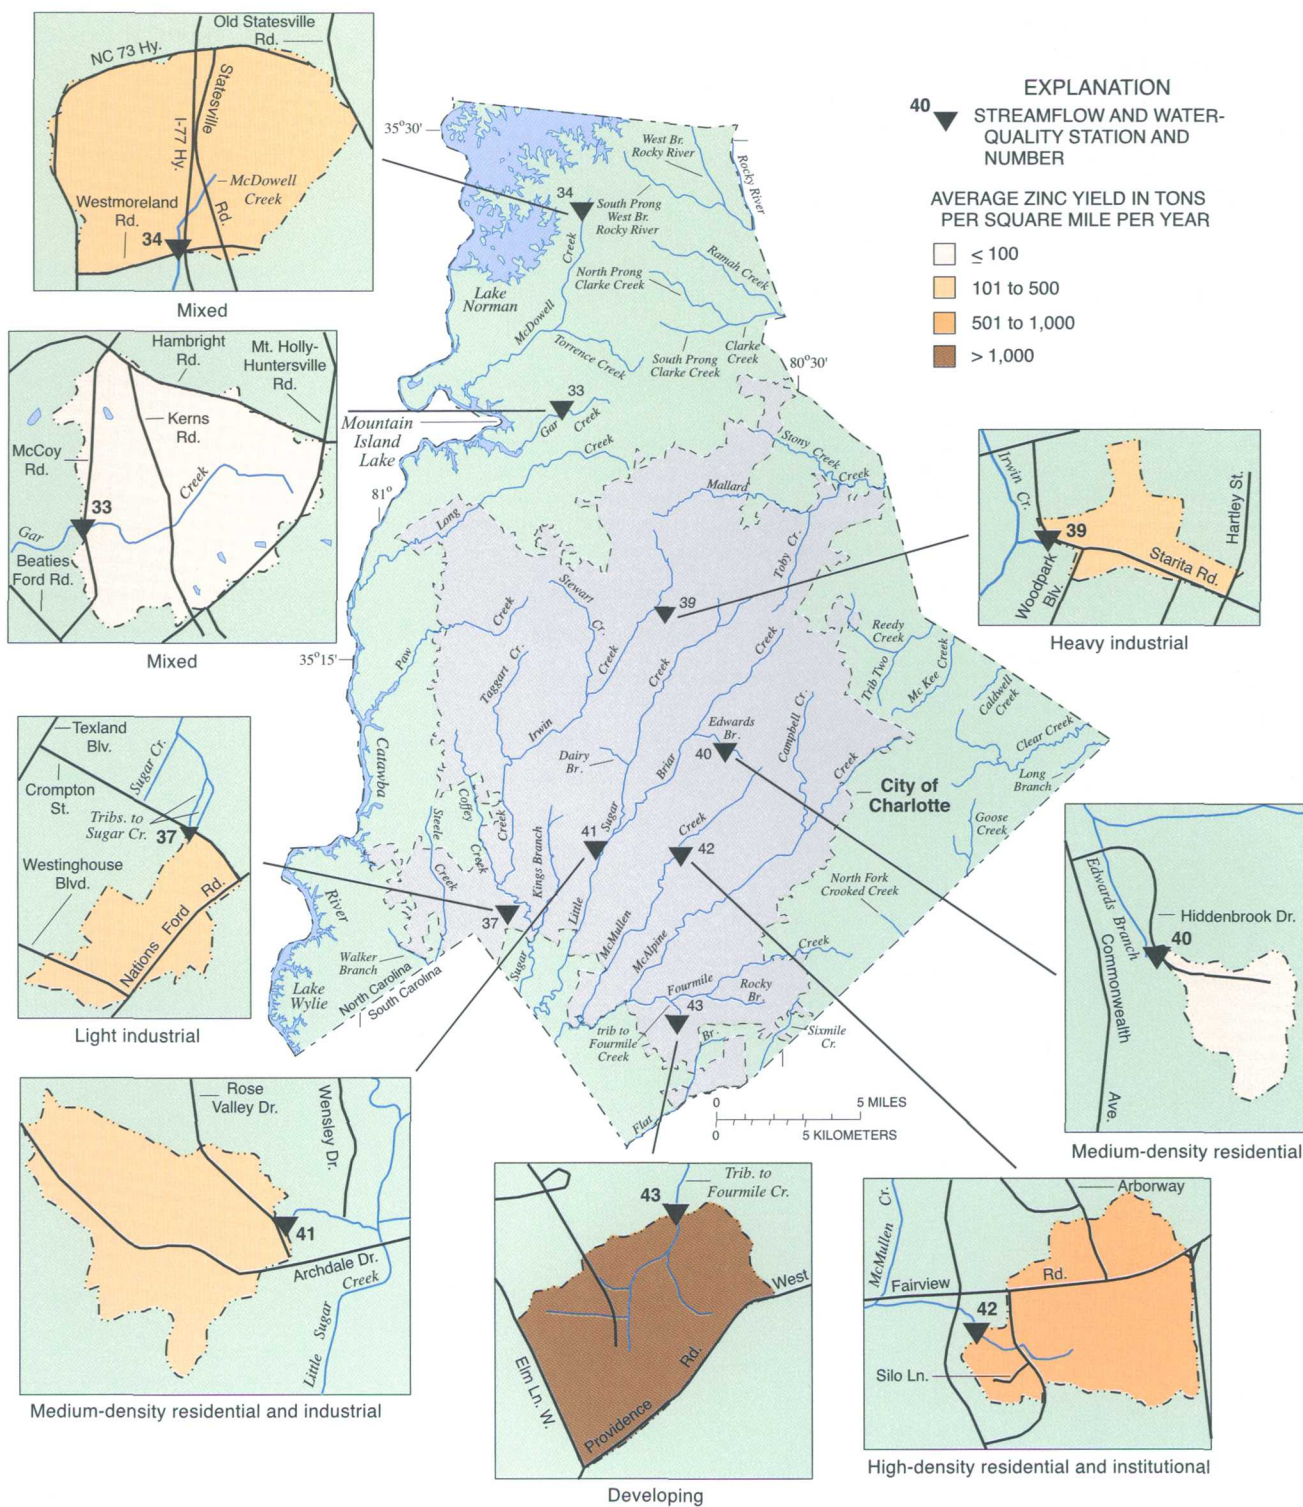 Old Statesville
Rd.
NC 73 Hy.
Statesville
Rd.
I-77 Hy.
McDowell
Creek
Westmoreland
Rd.
34
Mixed
Hambright
Rd.
Mt. Holly-
Huntersville
Rd.
Kerns
Rd.
McCoy
Rd.
Creek
33
Gar
Beaties
Ford Rd.
Mixed
Texland
Blv.
Sugar Cr.
Crompton
St.
Tribs. to
Sugar Cr.
37
Westinghouse
Blvd.
Nations Ford Rd.
Light industrial
Rose
Valley Dr.
Wensley Dr.
41
Archdale Dr.
Little Sugar Creek
Medium-density residential and industrial
35°30'
34
West Br.
Rocky River
Rocky River
South Prong
West Br.
Rocky River
Creek
Ramah Creek
North Prong
Clarke Creek
Lake
Norman
McDowell
Torrence Creek
South Prong
Clarke Creek
Clarke
Creek
80°30'
33
Gar Creek
Mountain
Island
Lake
Creek
Stony Creek
Creek
81°
Mallard
Long
Toby Cr.
Stewart
Cr.
39
Creek
Reedy
Creek
35°15'
Paw
Taggart Cr.
Creek
Creek
Creek
Trib Two
Mc Kee Creek
Caldwell
Creek
Campbell Cr.
Irwin
Edwards
Br.
40
Clear Creek
Catawba
Dairy
Br.
Briar
Creek
City of
Charlotte
Long
Branch
Coffey
Creek
Steele
Creek
Creek
Sugar
41
Creek
42
Goose
Creek
Kings Branch
North Fork
Crooked Creek
River
37
Little
McMullen
McAlpine
Creek
Walker
Branch
Sugar
Lake
Wylie
North Carolina
South Carolina
Fourmile
Rocky
Br.
43
trib to
Fourmile
Creek
Br.
Sixmile
Cr.
Flat
0 5 MILES
0 5 KILOMETERS
EXPLANATION
40 STREAMFLOW AND WATER-
QUALITY STATION AND
NUMBER
AVERAGE ZINC YIELD IN TONS
PER SQUARE MILE PER YEAR
≤ 100
101 to 500
501 to 1,000
> 1,000
Irwin Cr.
39
Hartley St.
Starita Rd.
Woodpark
Blv.
Heavy industrial
Edwards Branch
Hiddenbrook Dr.
40
Commonwealth
Ave.
Medium-density residential
Trib. to
Fourmile Cr.
43
West
Elm Ln. W.
Providence Rd.
Developing
Arborway
McMullen Cr.
Fairview Rd.
42
Silo Ln.
High-density residential and institutional